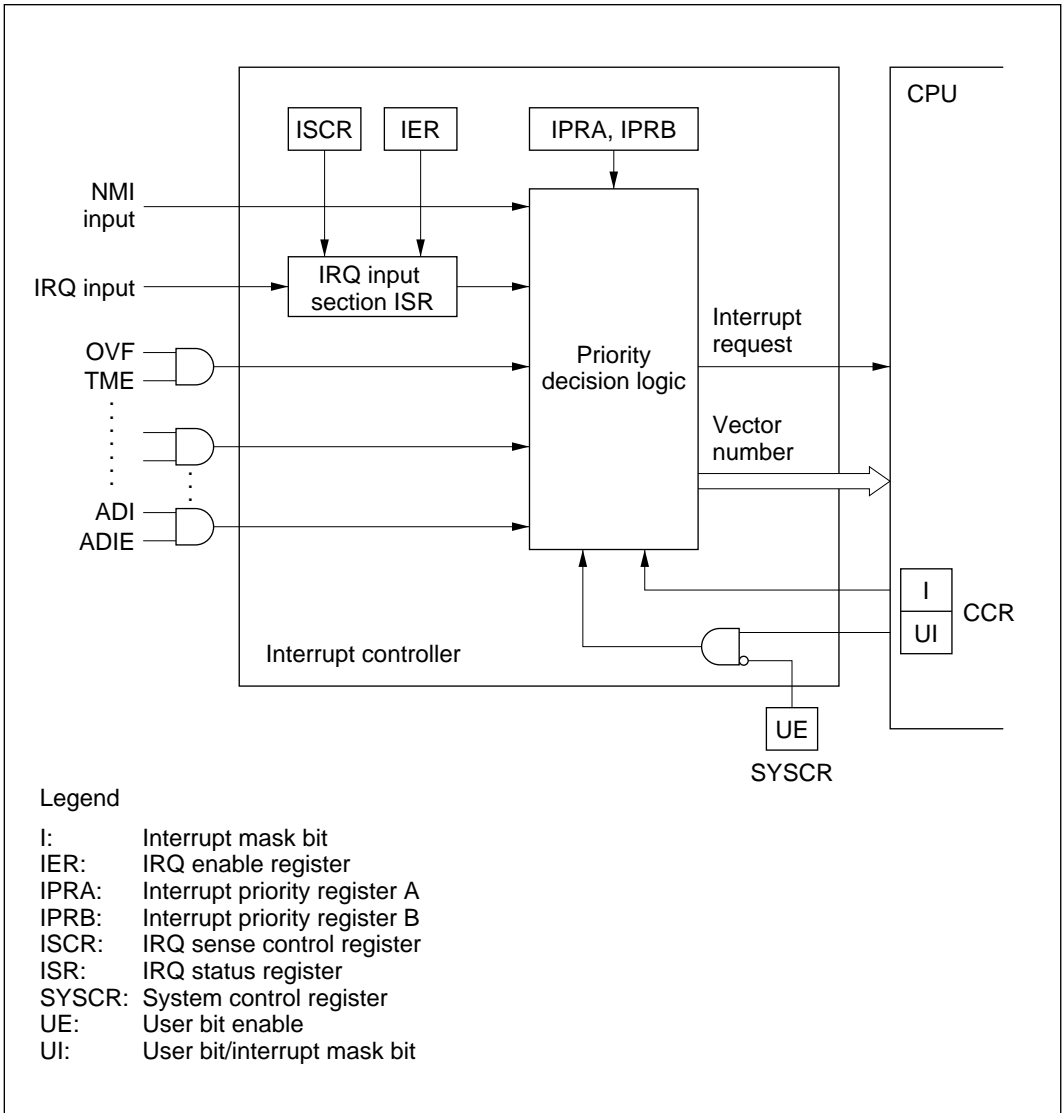 CPU
ISCR
IER
IPRA, IPRB
NMI
input
IRQ input
IRQ input
section ISR
OVF
TME
Priority
decision logic
Interrupt
request
Vector
number
ADI
ADIE
I
UI
CCR
Interrupt controller
UE
SYSCR
Legend
I: Interrupt mask bit
IER: IRQ enable register
IPRA: Interrupt priority register A
IPRB: Interrupt priority register B
ISCR: IRQ sense control register
ISR: IRQ status register
SYSCR: System control register
UE: User bit enable
UI: User bit/interrupt mask bit